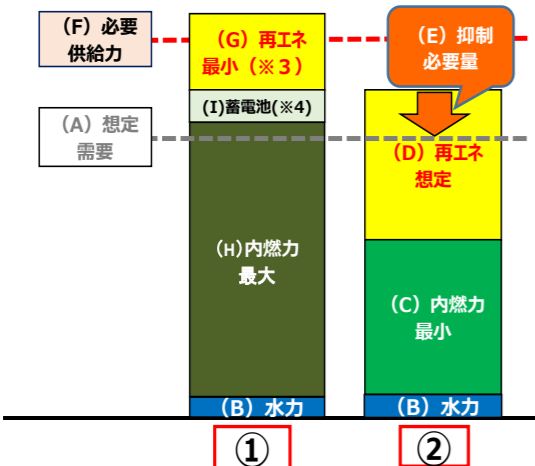 (F) 必要
供給力
(A) 想定
需要
(G) 再エネ
最小(※3)
(I)蓄電池(※4)
(H)内燃力
最大
(B) 水力
①
(E) 抑制
必要量
(D) 再エネ
想定
(C) 内燃力
最小
(B) 水力
②